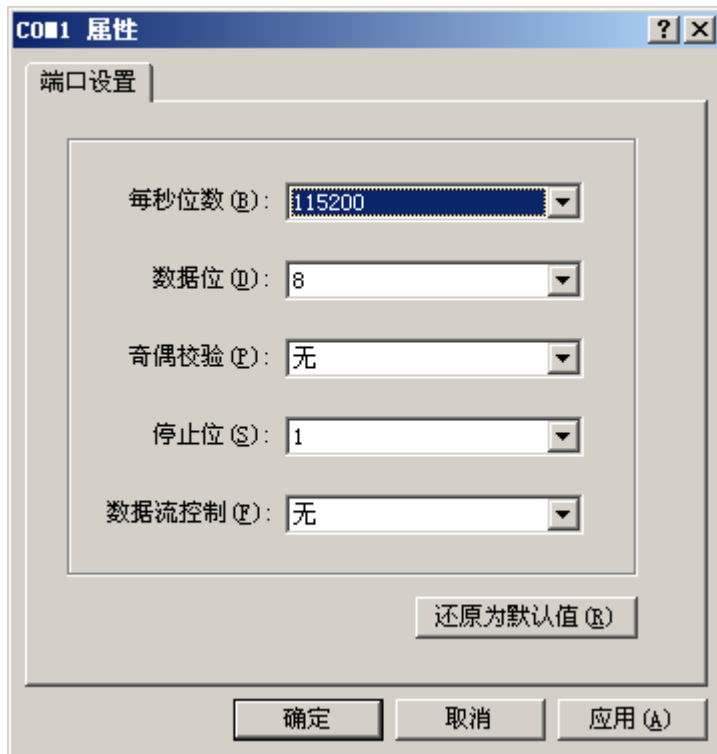 COM1 属性
端口设置
每秒位数(B): 115200
数据位(D): 8
奇偶校验(P): 无
停止位(S): 1
数据流控制(F): 无
还原为默认值(R)
确定 取消 应用(A)